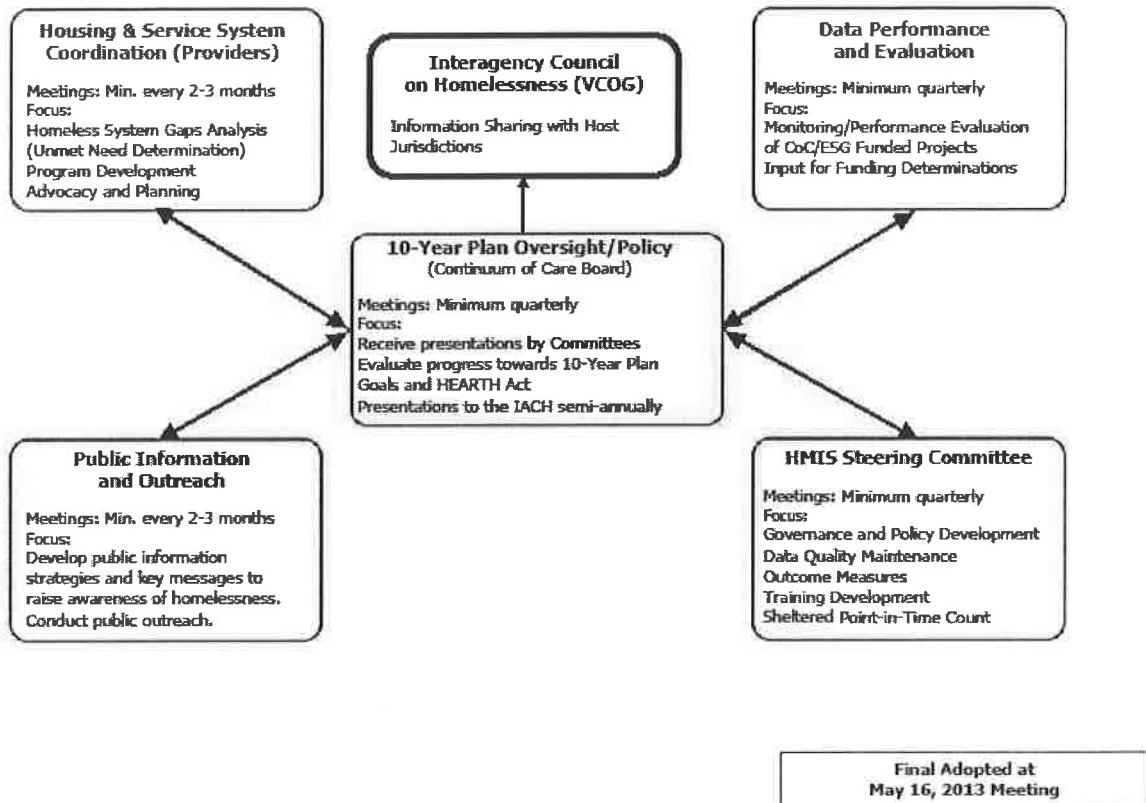 Housing & Service System
Coordination (Providers)
Meetings: Min. every 2-3 months
Focus:
Homeless System Gaps Analysis
(Unmet Need Determination)
Program Development
Advocacy and Planning
Interagency Council
on Homelessness (VCOG)
Information Sharing with Host
Jurisdictions
Data Performance
and Evaluation
Meetings: Minimum quarterly
Focus:
Monitoring/Performance Evaluation
of CoC/ESG Funded Projects
Input for Funding Determinations
10-Year Plan Oversight/Policy
(Continuum of Care Board)
Meetings: Minimum quarterly
Focus:
Receive presentations by Committees
Evaluate progress towards 10-Year Plan
Goals and HEARTH Act
Presentations to the IACH semi-annually
Public Information
and Outreach
Meetings: Min. every 2-3 months
Focus:
Develop public information
strategies and key messages to
raise awareness of homelessness.
Conduct public outreach.
HMIS Steering Committee
Meetings: Minimum quarterly
Focus:
Governance and Policy Development
Data Quality Maintenance
Outcome Measures
Training Development
Sheltered Point-in-Time Count
Final Adopted at
May 16, 2013 Meeting